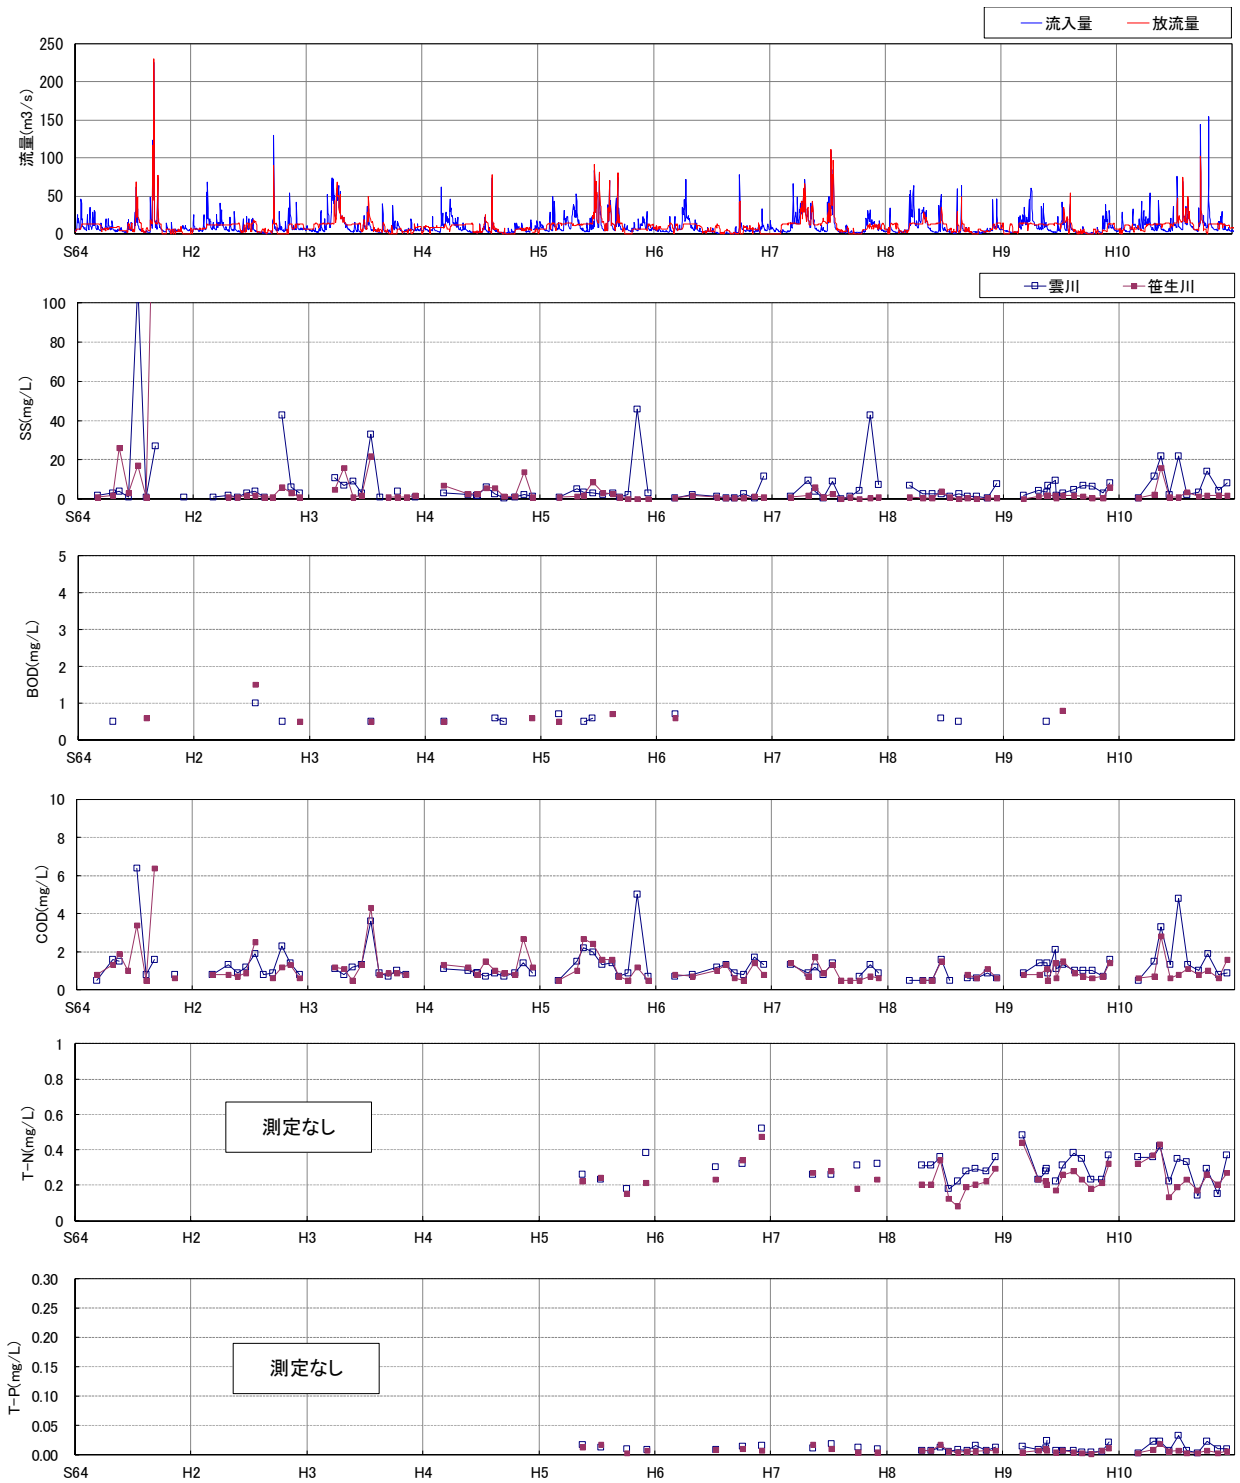 流入量 放流量
250
200
150
100
50
0
流量(m3/s)
S64 H2 H3 H4 H5 H6 H7 H8 H9 H10
雲川 笹生川
100
80
60
40
20
0
SS(mg/L)
S64 H2 H3 H4 H5 H6 H7 H8 H9 H10
5
4
3
2
1
0
BOD(mg/L)
S64 H2 H3 H4 H5 H6 H7 H8 H9 H10
10
8
6
4
2
0
COD(mg/L)
S64 H2 H3 H4 H5 H6 H7 H8 H9 H10
1
0.8
0.6
0.4
0.2
0
T-N(mg/L)
測定なし
S64 H2 H3 H4 H5 H6 H7 H8 H9 H10
0.30
0.25
0.20
0.15
0.10
0.05
0.00
T-P(mg/L)
測定なし
S64 H2 H3 H4 H5 H6 H7 H8 H9 H10